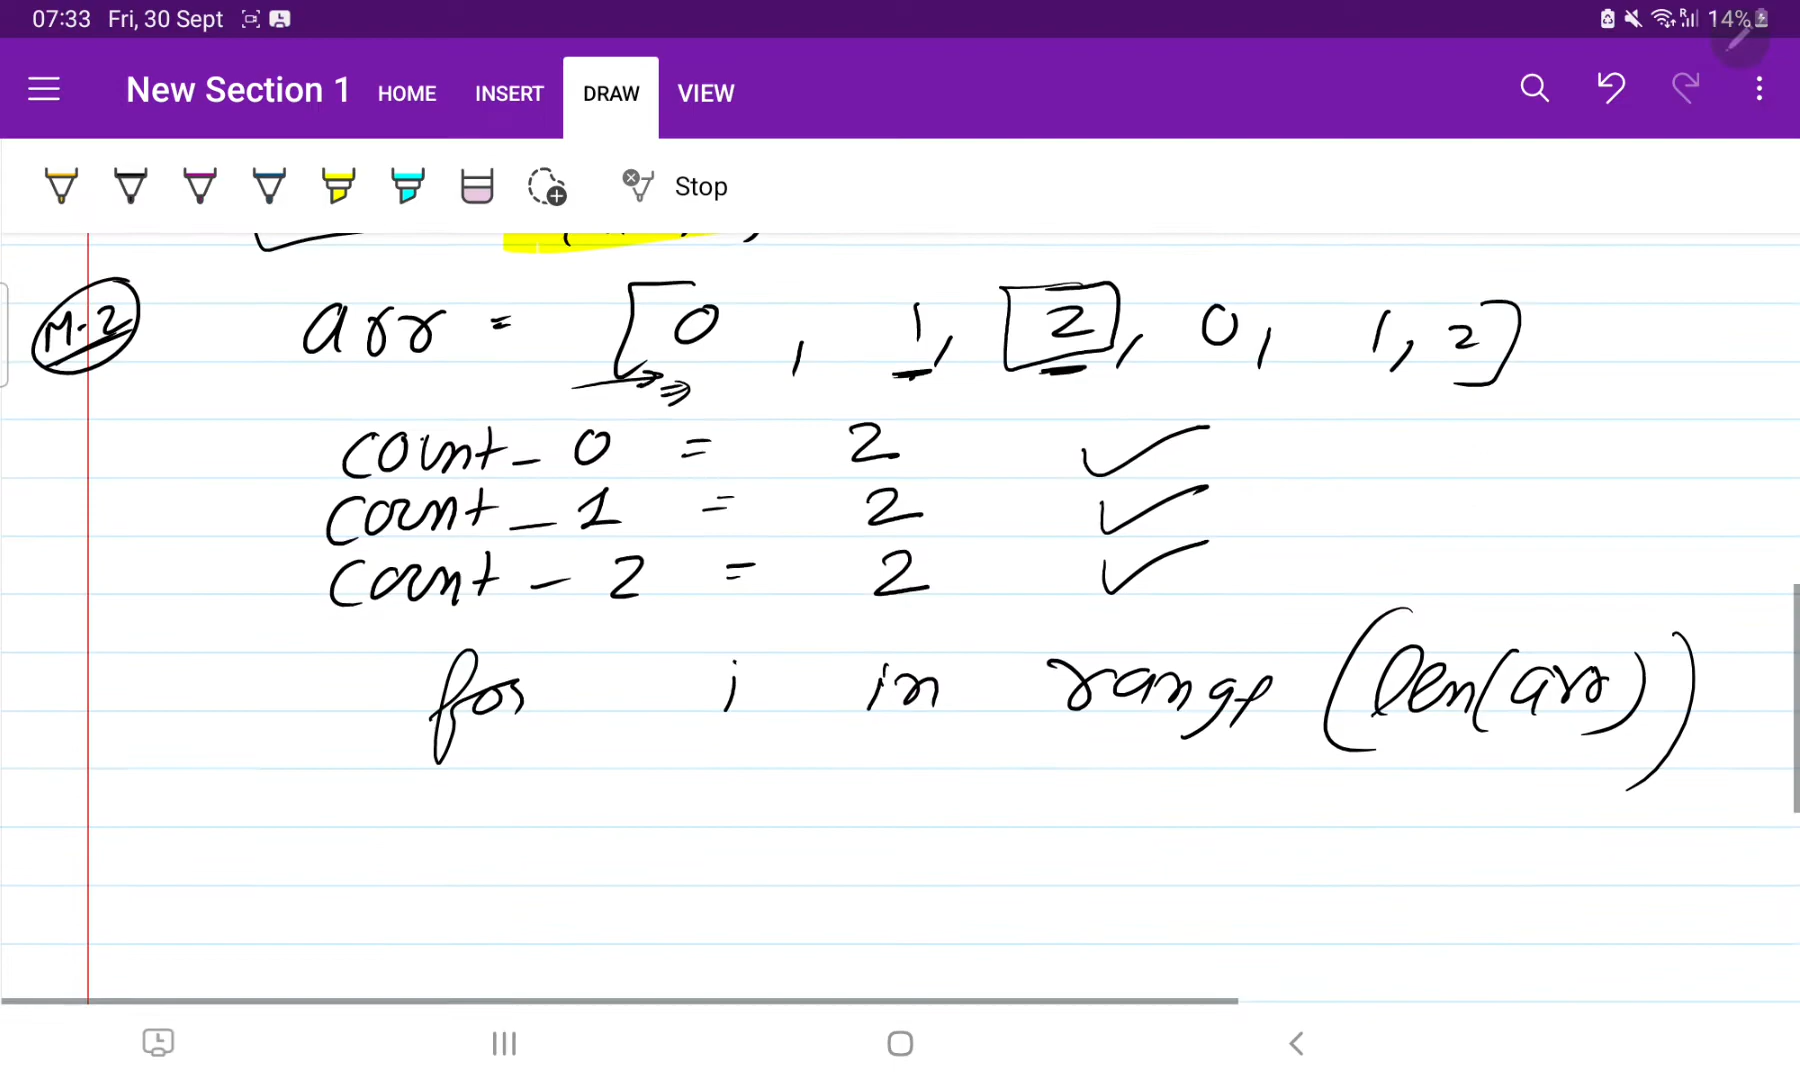 07:33 Fri, 30 Sept 14%
New Section 1 HOME INSERT DRAW VIEW
Stop
M-2 arr = [0, 1, 2, 0, 1, 2]
count_0 = 2
count_1 = 2
count_2 = 2
for i in range (len(arr))